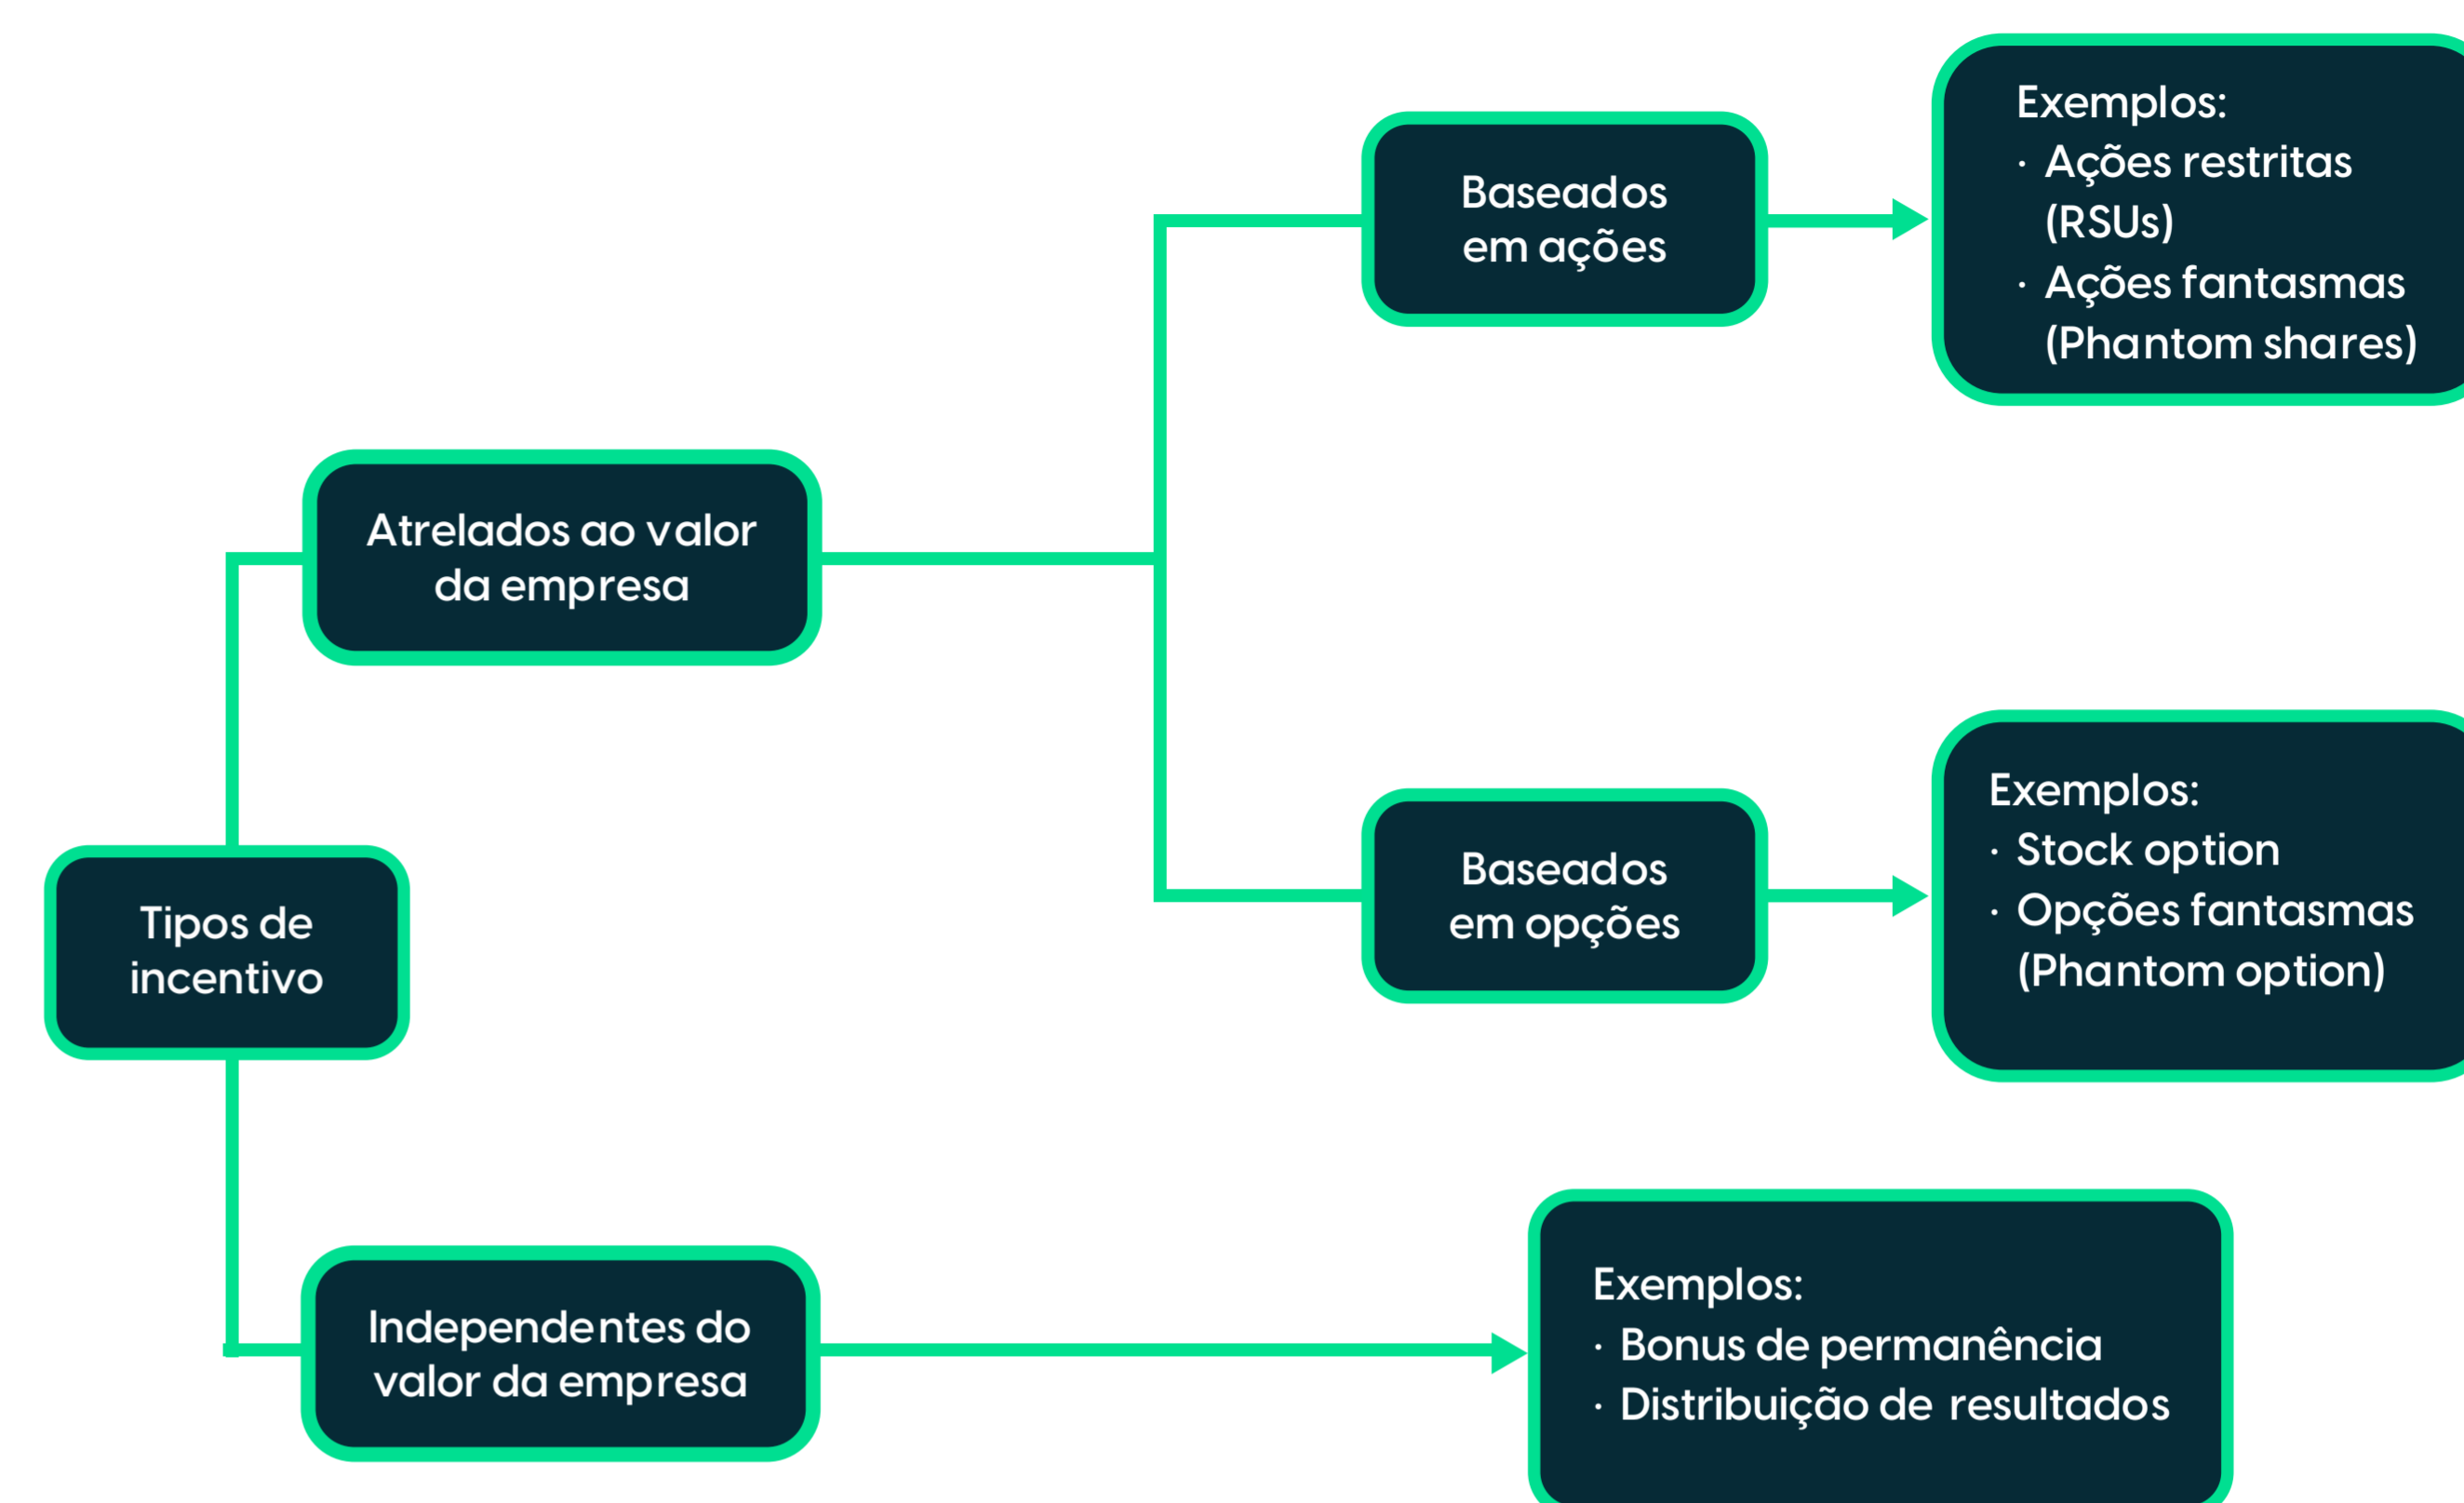 Exemplos:
· Ações restritas
(RSUs)
· Ações fantasmas
(Phantom shares)
Baseados
em ações
Atrelados ao valor
da empresa
Exemplos:
· Stock option
· Opções fantasmas
(Phantom option)
Baseados
em opções
Tipos de
incentivo
Exemplos:
· Bonus de permanência
· Distribuição de resultados
Independentes do
valor da empresa